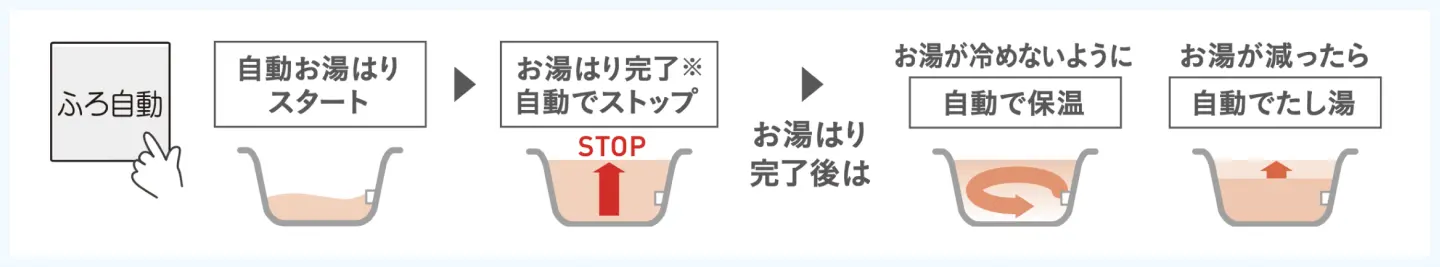 ふろ自動
自動お湯はり
スタート
お湯はり完了※
自動でストップ
STOP
お湯はり
完了後は
お湯が冷めないように
自動で保温
お湯が減ったら
自動でたし湯